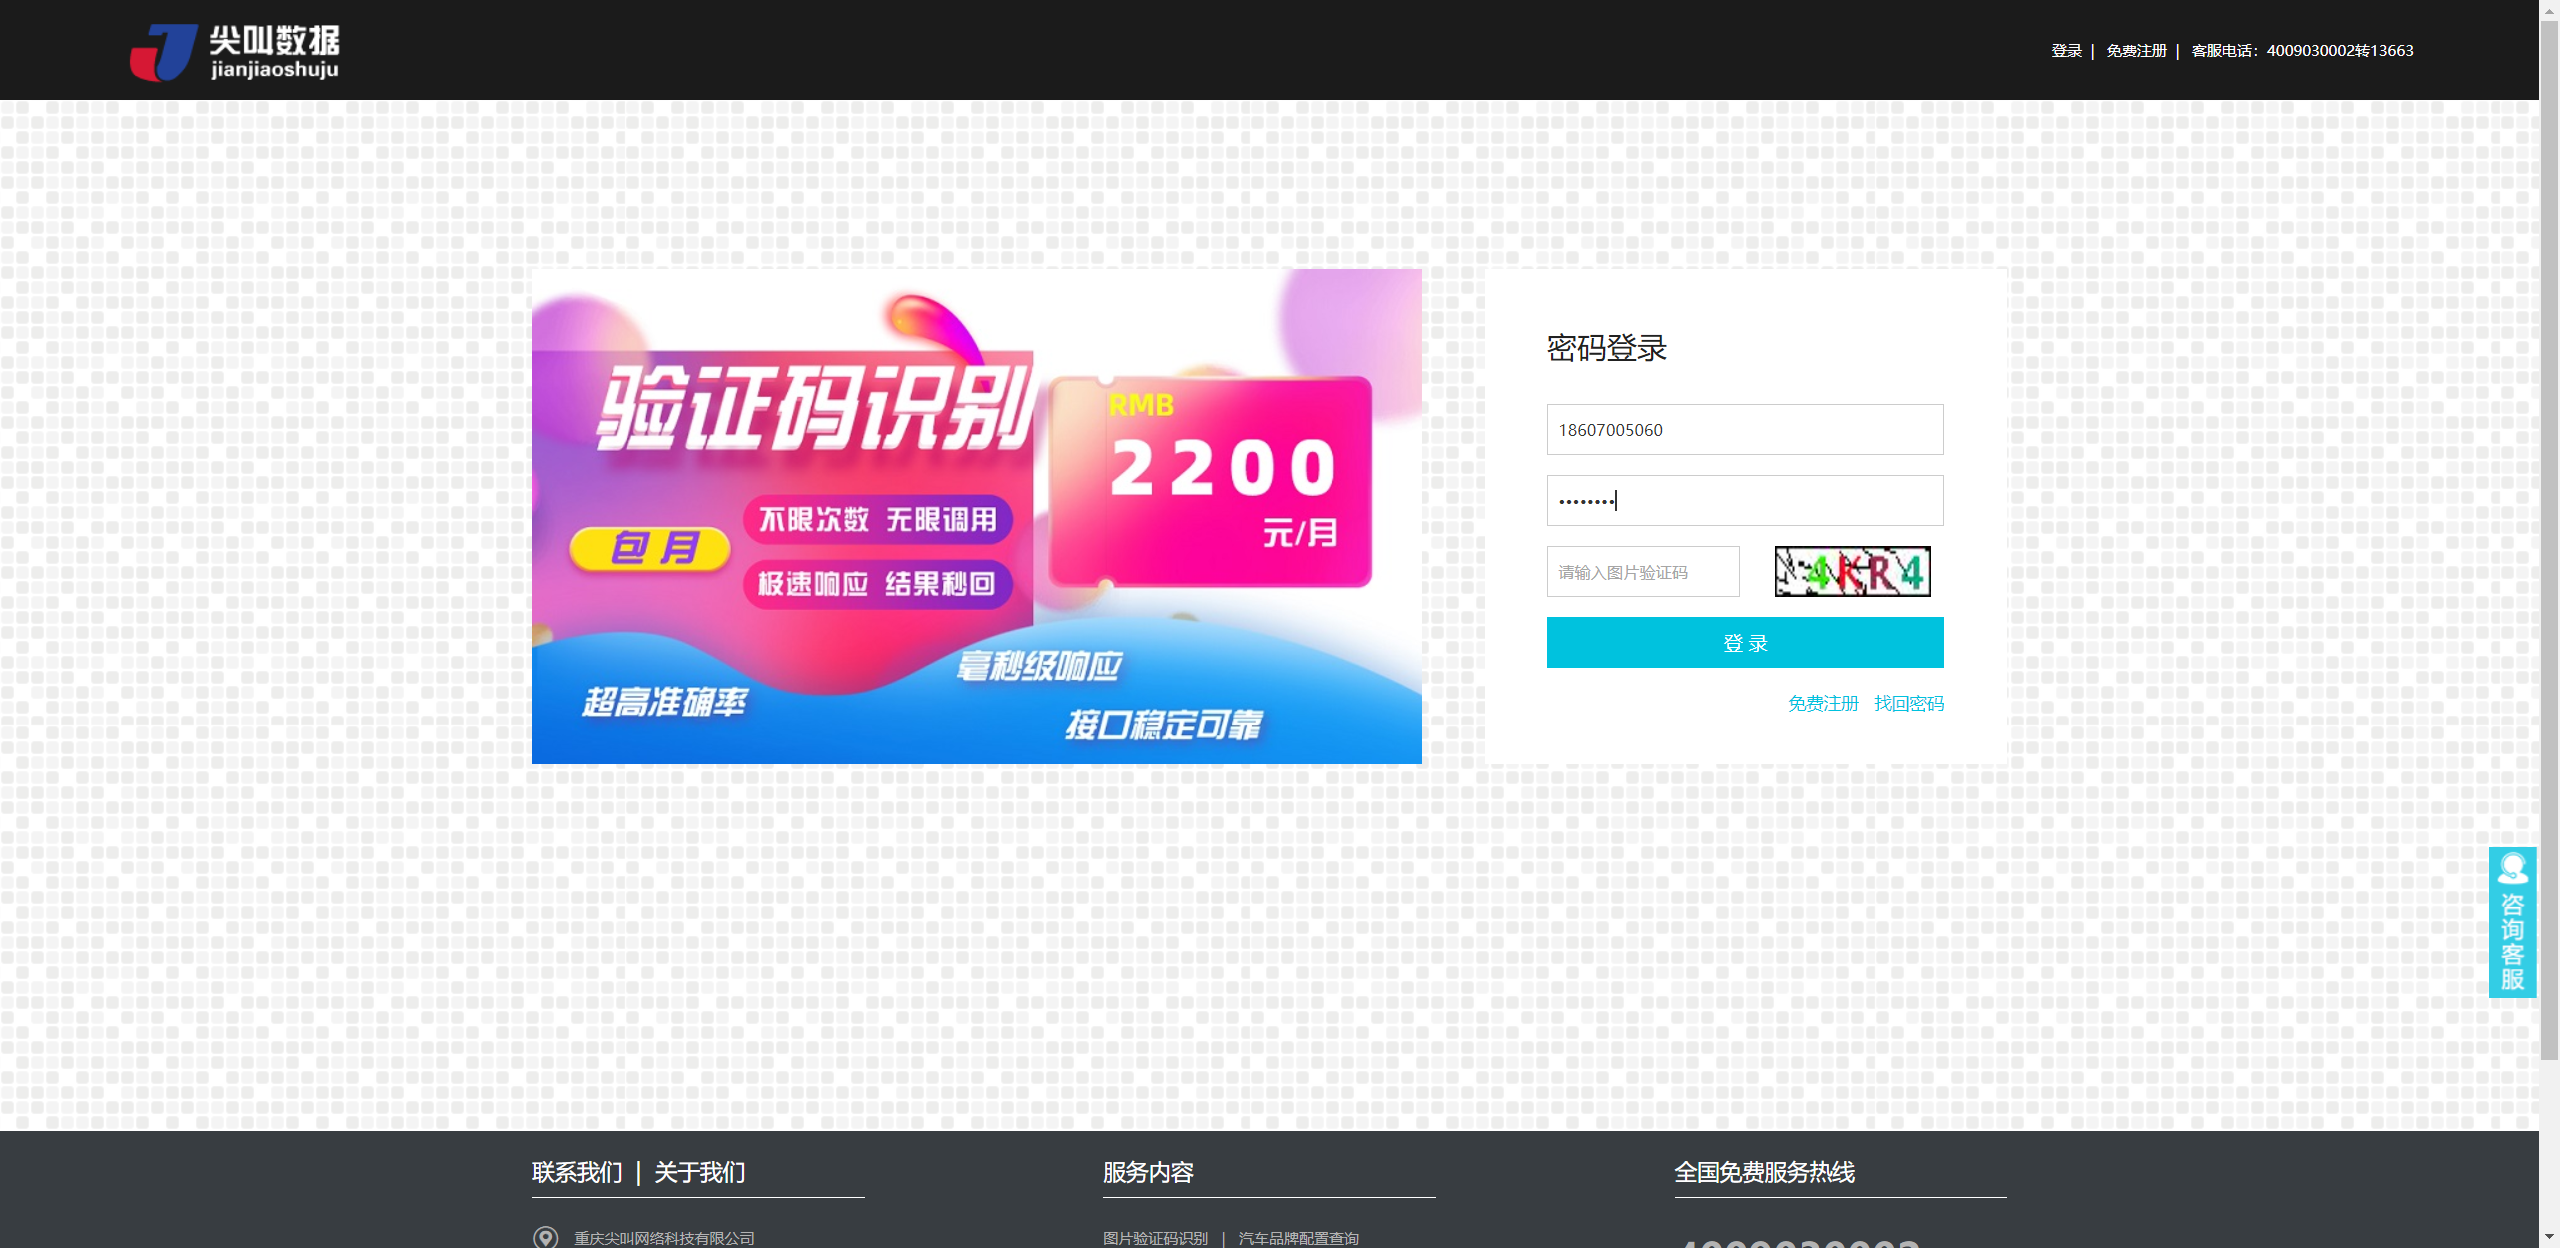 尖叫数据
jianjiaoshuju
登录 | 免费注册 | 客服电话：4009030002转13663
验证码识别
RMB
2200
元/月
包月
不限次数 无限调用
极速响应 结果秒回
毫秒级响应
超高准确率
接口稳定可靠
密码登录
18607005060
••••••••
请输入图片验证码
4KR4
登 录
免费注册 找回密码
咨询客服
联系我们 | 关于我们
服务内容
全国免费服务热线
重庆尖叫网络科技有限公司
图片验证码识别 | 汽车品牌配置查询
4009030002